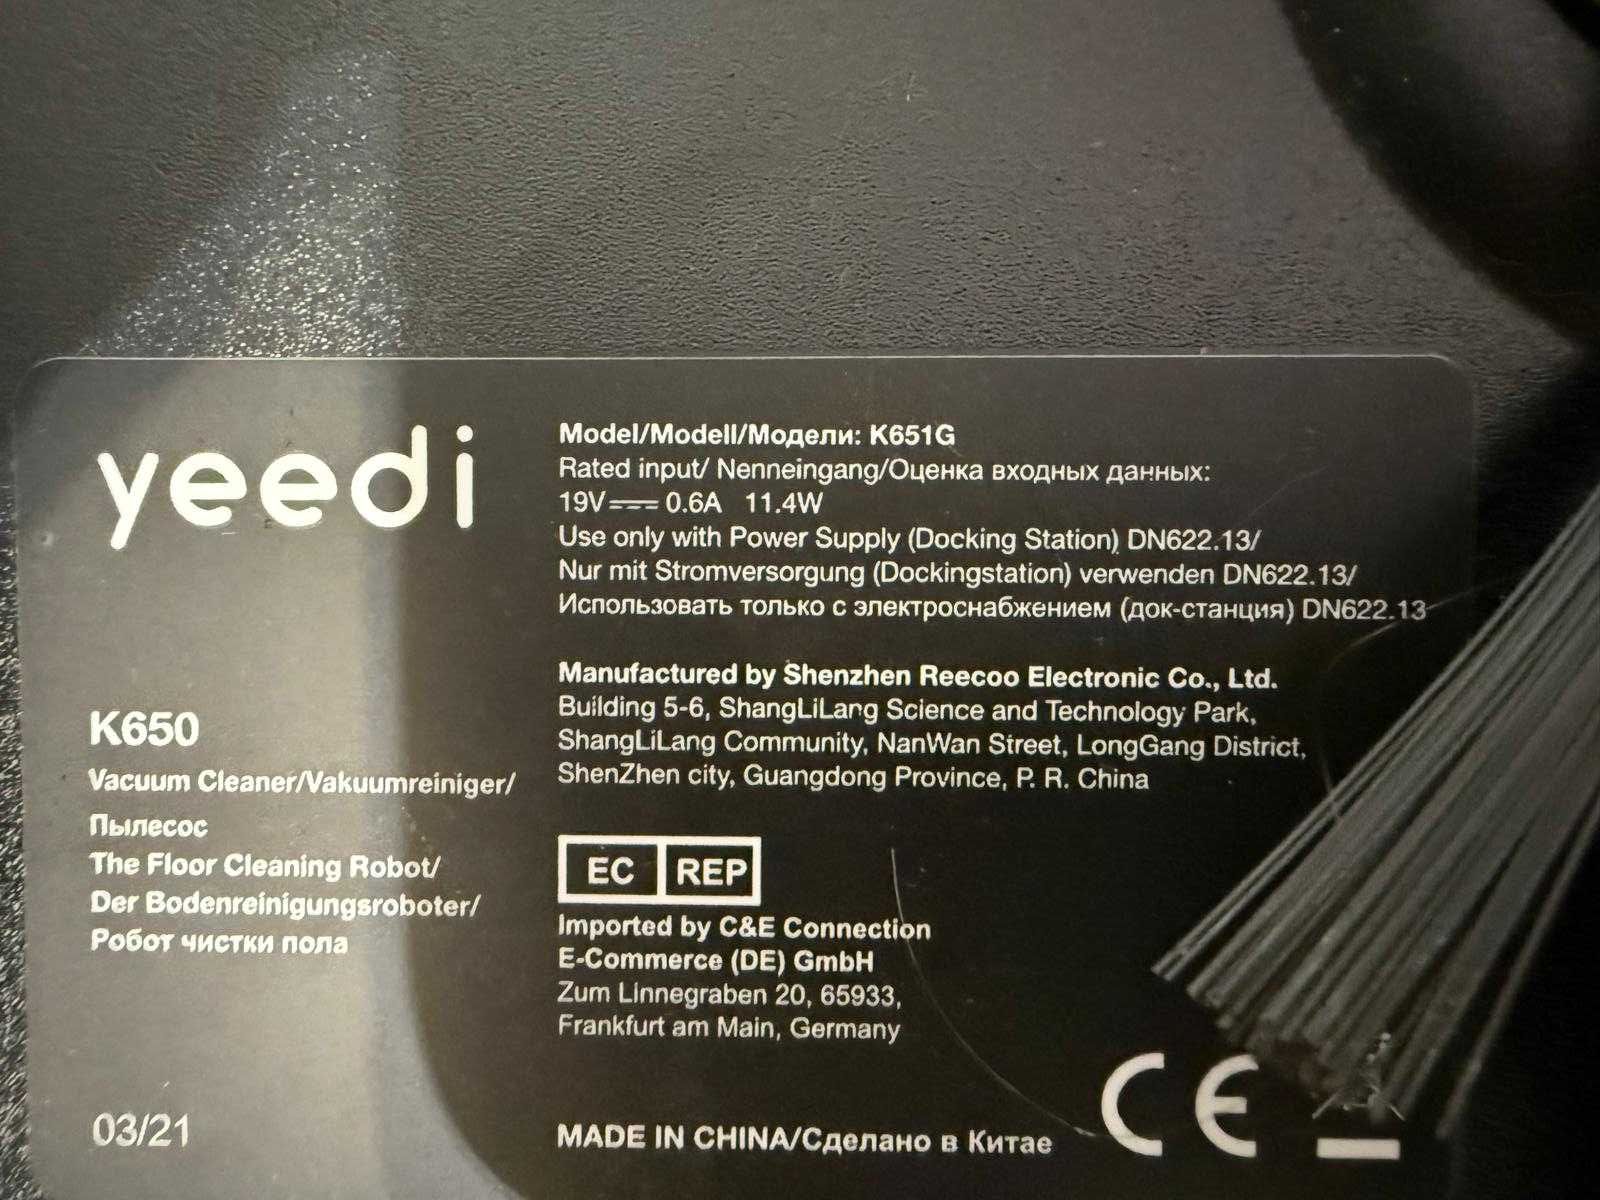 yeedi
K650
Vacuum Cleaner/Vakuumreiniger/
Пылесос
The Floor Cleaning Robot/
Der Bodenreinigungsroboter/
Робот чистки пола
03/21
Model/Modell/Модели: K651G
Rated input/ Nenneingang/Оценка входных данных:
19V⎓0.6A 11.4W
Use only with Power Supply (Docking Station) DN622.13/
Nur mit Stromversorgung (Dockingstation) verwenden DN622.13/
Использовать только с электроснабжением (док-станция) DN622.13
Manufactured by Shenzhen Reecoo Electronic Co., Ltd.
Building 5-6, ShangLiLang Science and Technology Park,
ShangLiLang Community, NanWan Street, LongGang District,
ShenZhen city, Guangdong Province, P. R. China
EC REP
Imported by C&E Connection
E-Commerce (DE) GmbH
Zum Linnegraben 20, 65933,
Frankfurt am Main, Germany
MADE IN CHINA/Сделано в Китае
CE